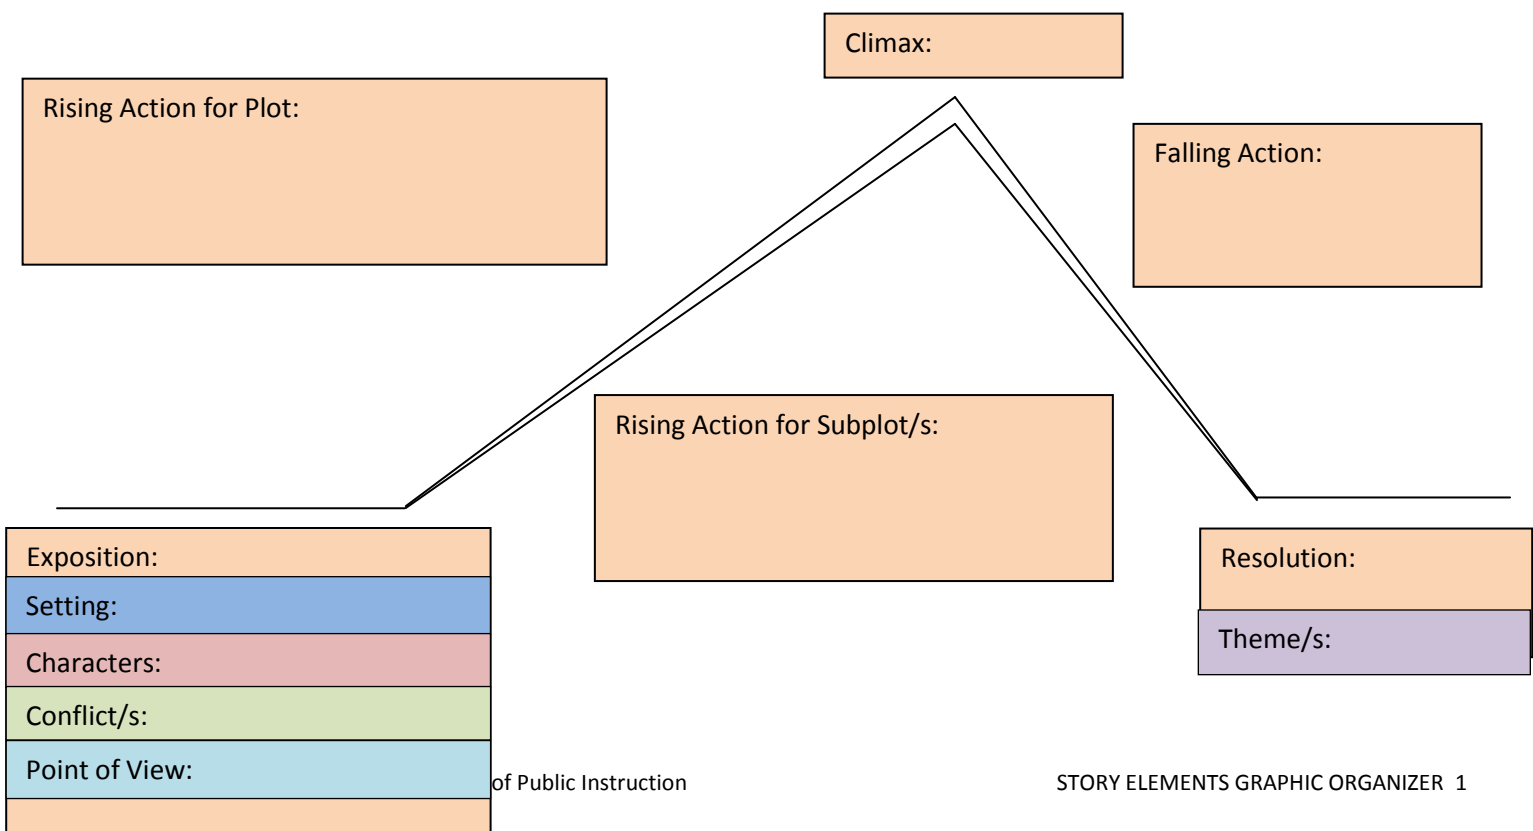 Climax:
Rising Action for Plot:
Falling Action:
Rising Action for Subplot/s:
Exposition:
Setting:
Characters:
Conflict/s:
Point of View:
Resolution:
Theme/s:
of Public Instruction
STORY ELEMENTS GRAPHIC ORGANIZER 1